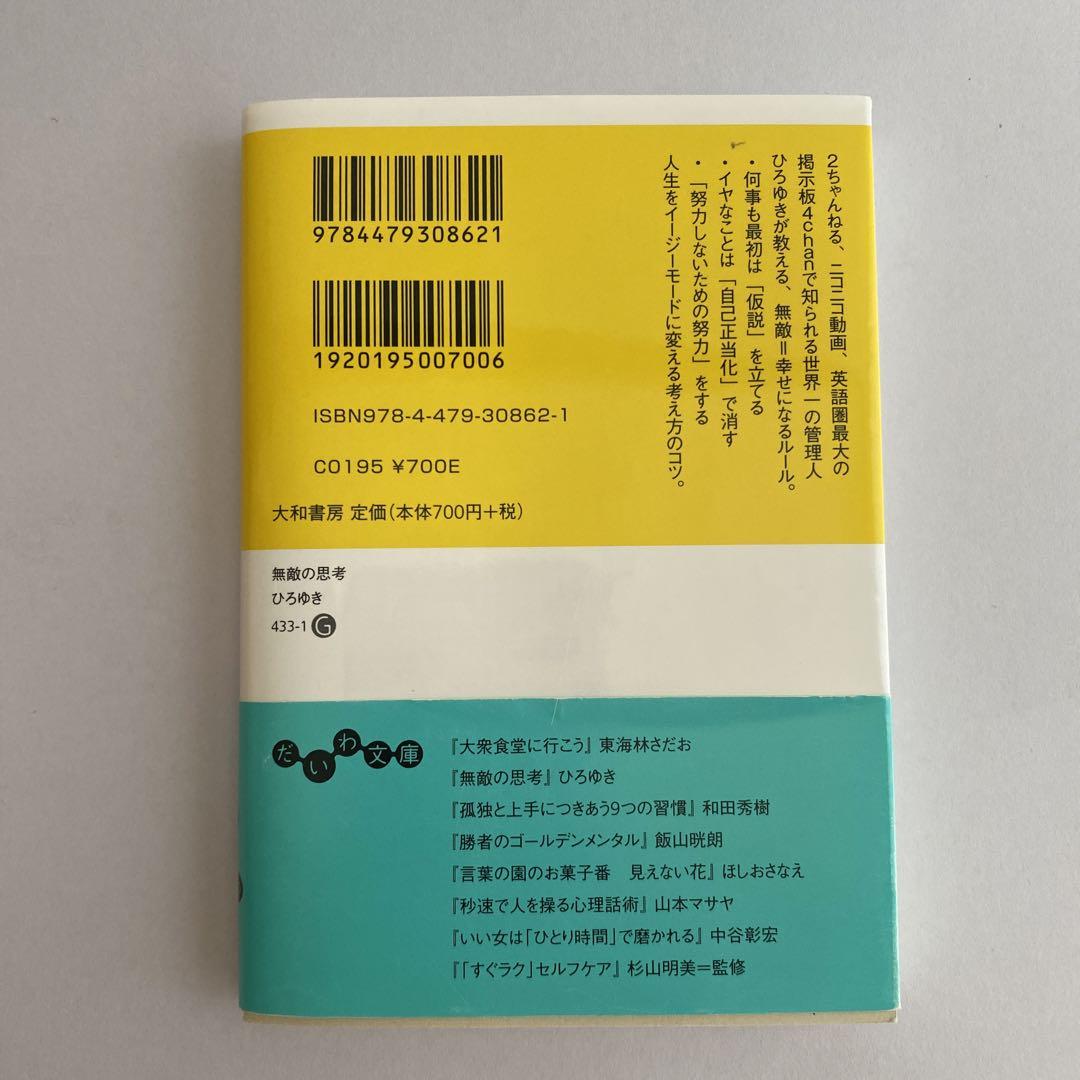 2ちゃんねる、ニコニコ動画、英語圏最大の
掲示板4chanで知られる世界一の管理人
ひろゆきが教える、無敵=幸せになるルール。
・何事も最初は「仮説」を立てる
・イヤなことは「自己正当化」で消す
・「努力しないための努力」をする
人生をイージーモードに変える考え方のコツ。
9784479308621
1920195007006
ISBN978-4-479-30862-1
C0195 ¥700E
大和書房 定価(本体700円+税)
無敵の思考
ひろゆき
433-1 G
だいわ文庫
『大衆食堂に行こう』 東海林さだお
『無敵の思考』 ひろゆき
『孤独と上手につきあう9つの習慣』 和田秀樹
『勝者のゴールデンメンタル』 飯山晄朗
『言葉の園のお菓子番 見えない花』 ほしおさなえ
『秒速で人を操る心理話術』 山本マサヤ
『いい女は「ひとり時間」で磨かれる』 中谷彰宏
『「すぐラク」セルフケア』 杉山明美=監修